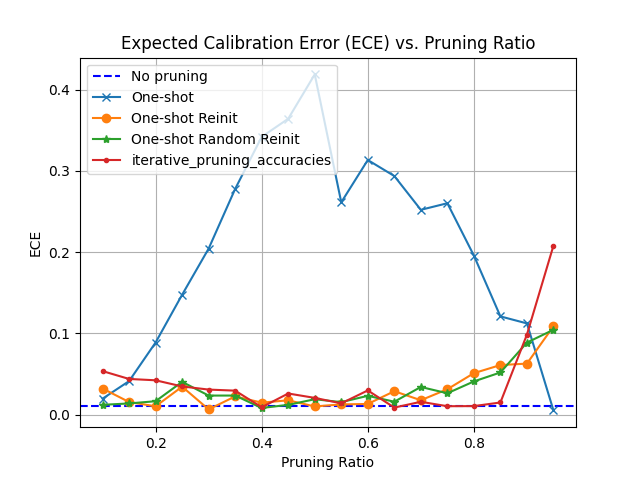 Expected Calibration Error (ECE) vs. Pruning Ratio
No pruning
One-shot
One-shot Reinit
One-shot Random Reinit
iterative_pruning_accuracies
ECE
0.4
0.3
0.2
0.1
0.0
0.2
0.4
0.6
0.8
Pruning Ratio